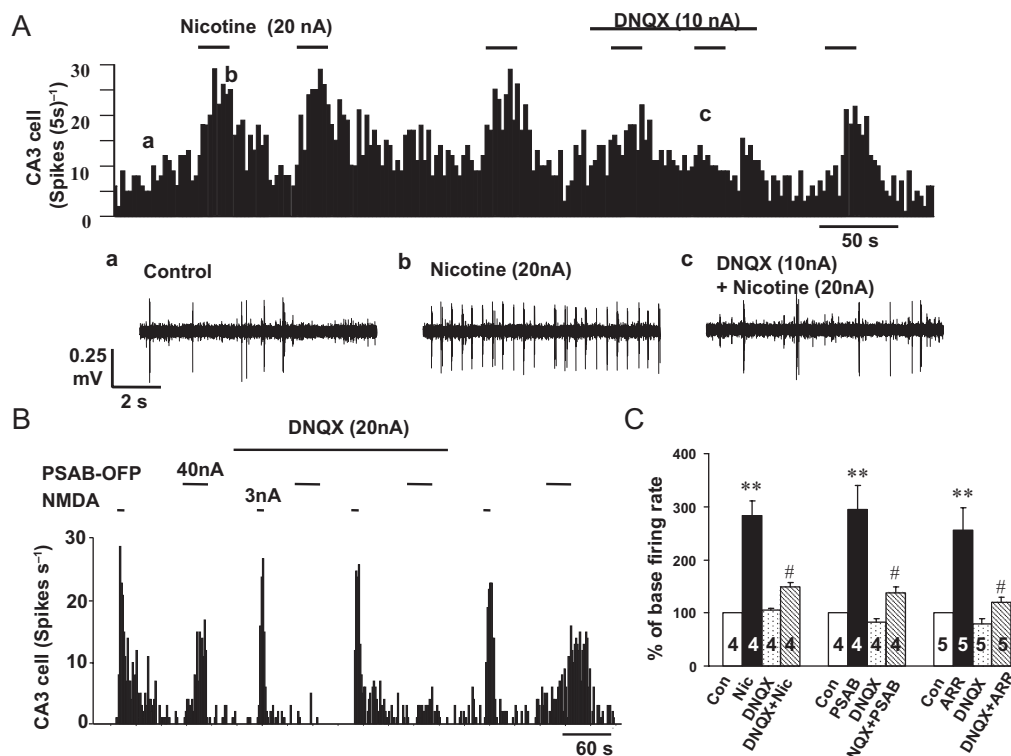 A
Nicotine (20 nA)
DNQX (10 nA)
CA3 cell
(Spikes (5s)⁻¹)
30
20
10
0
a
b
c
50 s
a
Control
b
Nicotine (20nA)
c
DNQX (10nA)
+ Nicotine (20nA)
0.25
mV
2 s
B
DNQX (20nA)
PSAB-OFP
40nA
NMDA
3nA
CA3 cell (Spikes s⁻¹)
30
20
10
0
60 s
C
% of base firing rate
400
300
200
100
0
**
#
**
#
**
#
4 4 4 4
4 4 4 4
5 5 5 5
Con
Nic
DNQX
DNQX+Nic
Con
PSAB
DNQX
NQX+PSAB
Con
ARR
DNQX
DNQX+ARR